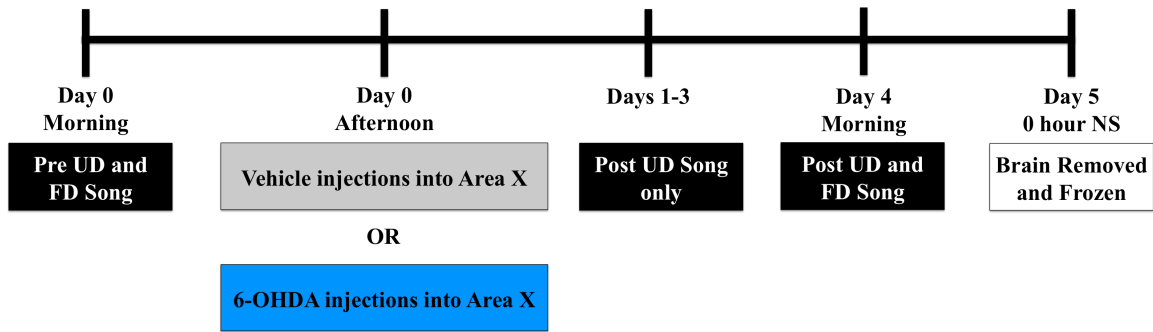 Day 0
Morning
Pre UD and
FD Song
Day 0
Afternoon
Vehicle injections into Area X
OR
6-OHDA injections into Area X
Days 1-3
Post UD Song
only
Day 4
Morning
Post UD and
FD Song
Day 5
0 hour NS
Brain Removed
and Frozen